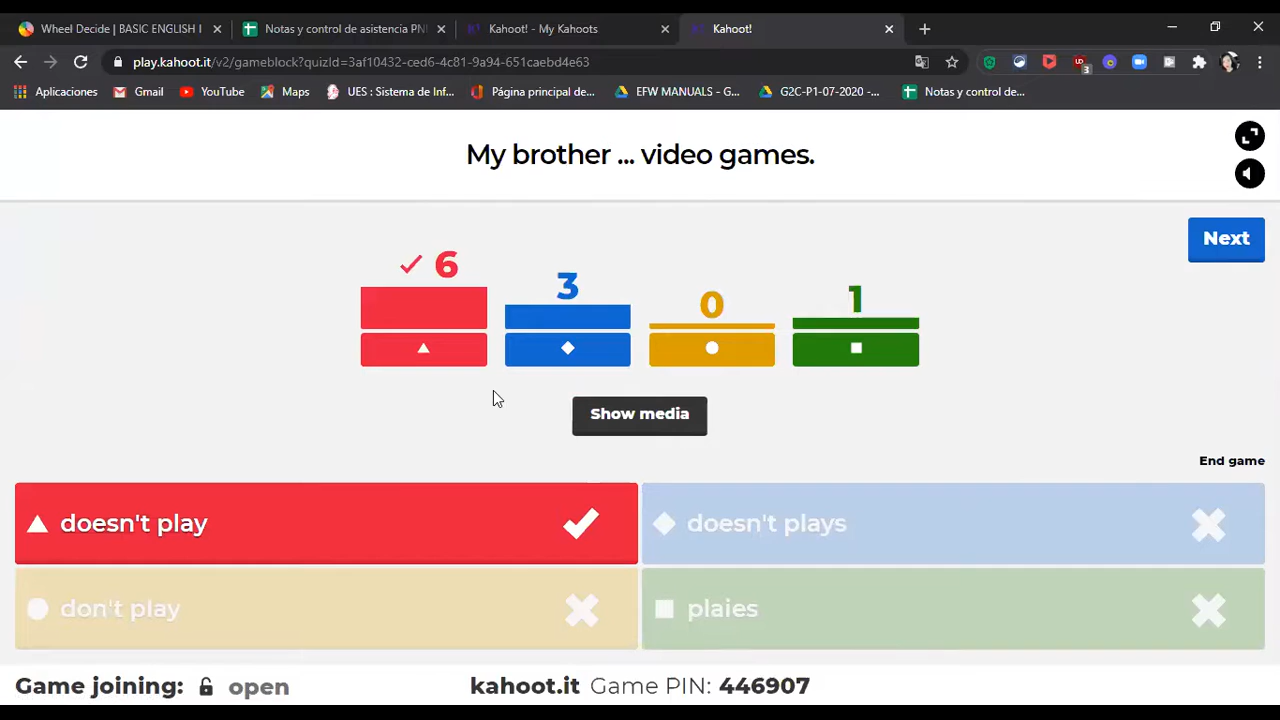 Wheel Decide | BASIC ENGLISH I
Notas y control de asistencia PN
Kahoot! - My Kahoots
Kahoot!
play.kahoot.it/v2/gameblock?quizId=3af10432-ced6-4c81-9a94-651caebd4e63
3
Aplicaciones
Gmail
YouTube
Maps
UES : Sistema de Inf...
Página principal de...
EFW MANUALS - G...
G2C-P1-07-2020 -...
Notas y control de...
My brother ... video games.
Next
6
3
0
1
Show media
End game
doesn't play
doesn't plays
don't play
plaies
Game joining: open
kahoot.it Game PIN: 446907